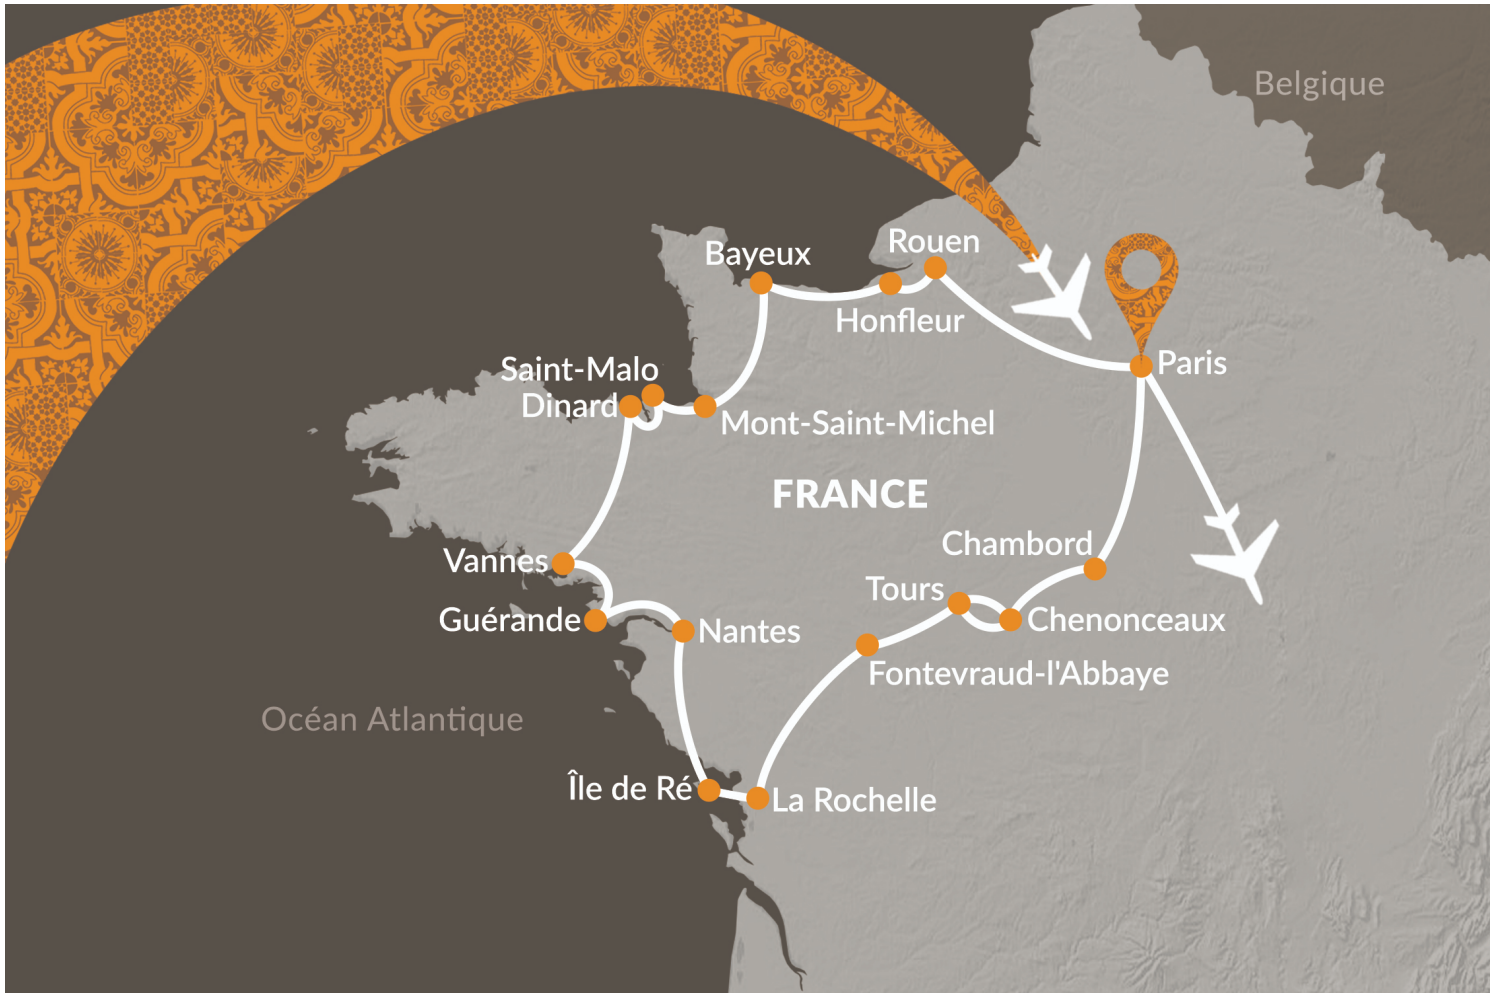 Belgique
Rouen
Bayeux
Honfleur
Paris
Saint-Malo
Dinard
Mont-Saint-Michel
FRANCE
Chambord
Vannes
Tours
Guérande
Chenonceaux
Nantes
Fontevraud-l'Abbaye
Océan Atlantique
Île de Ré
La Rochelle